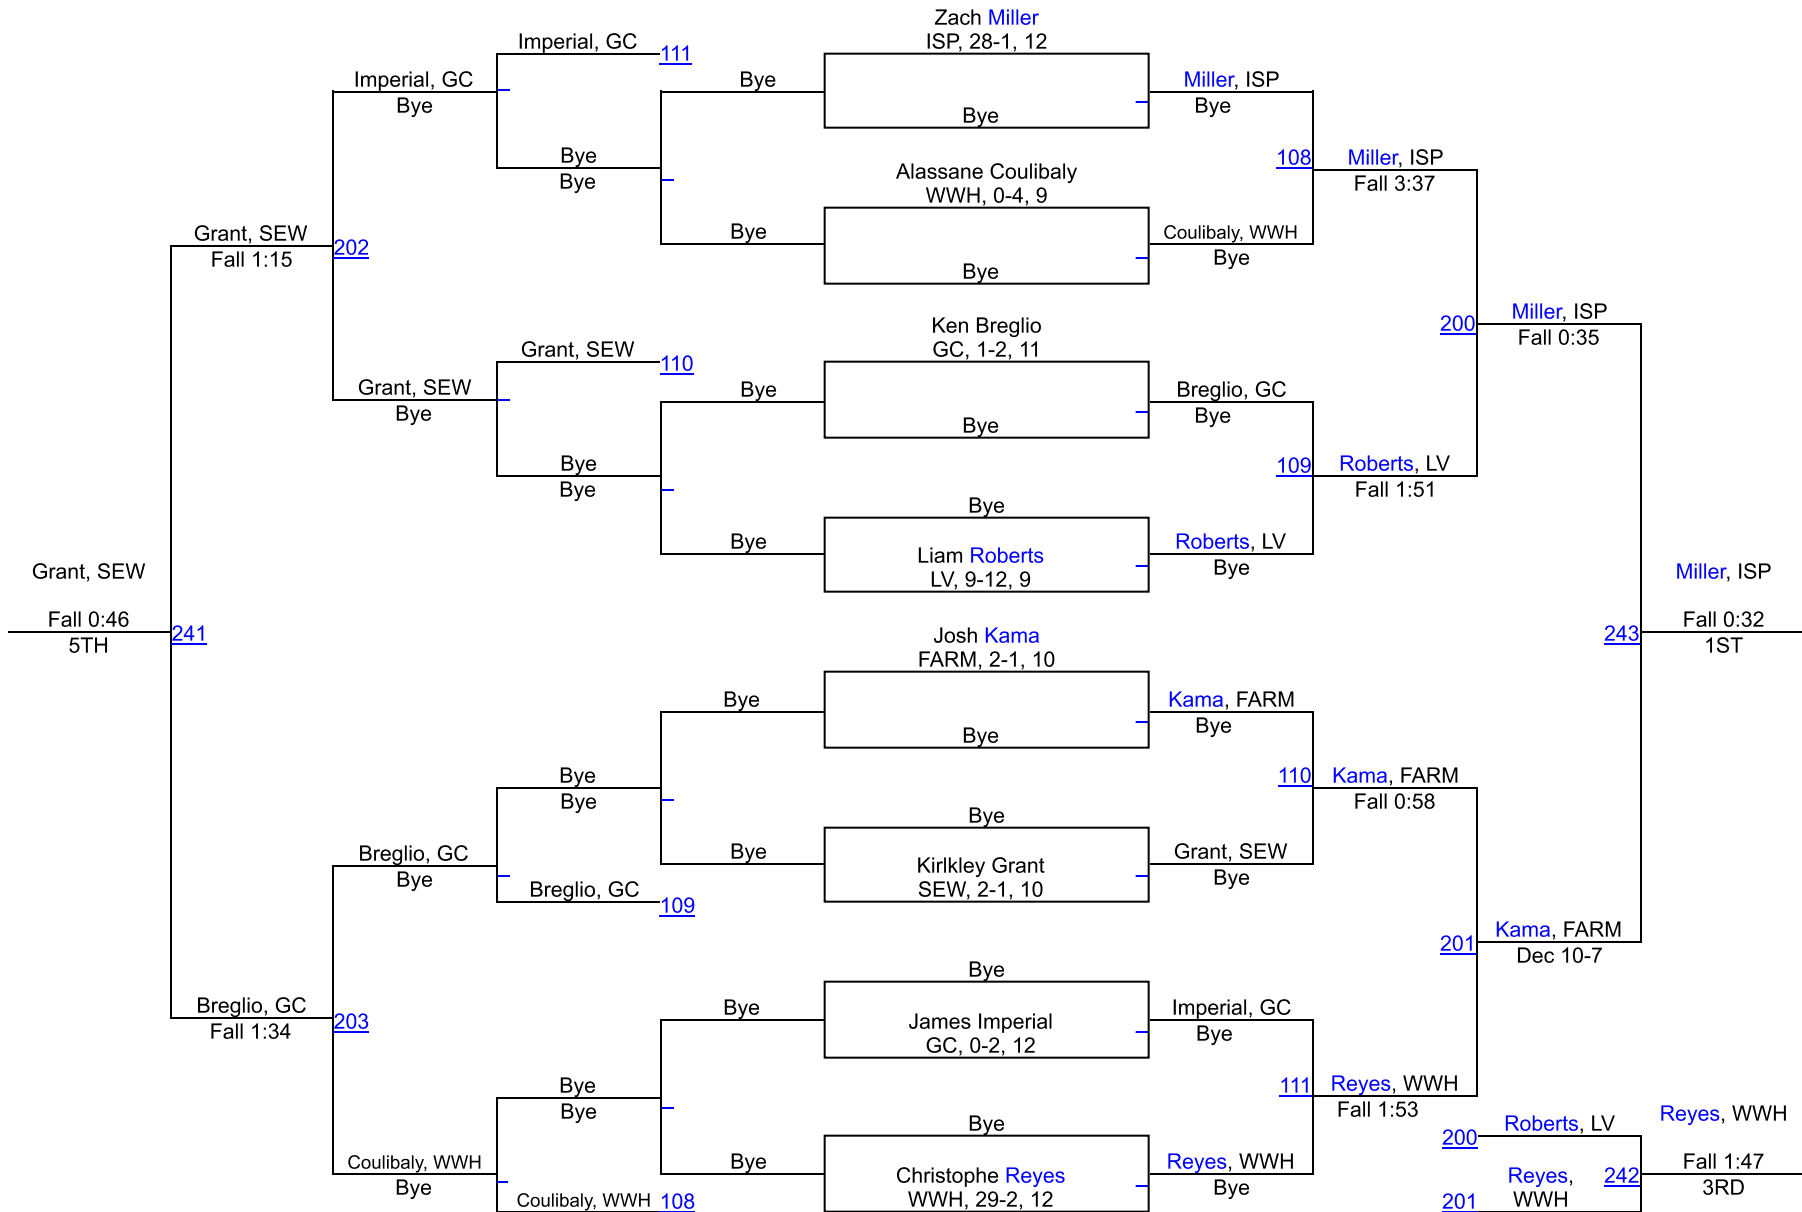 Zach Miller
ISP, 28-1, 12
Imperial, GC
111
Imperial, GC
Bye
Bye
Miller, ISP
Bye
Bye
Bye
Bye
108
Miller, ISP
Fall 3:37
Alassane Coulibaly
WWH, 0-4, 9
Grant, SEW
Fall 1:15
202
Bye
Coulibaly, WWH
Bye
Bye
Miller, ISP
Fall 0:35
200
Ken Breglio
GC, 1-2, 11
Grant, SEW
110
Grant, SEW
Bye
Bye
Breglio, GC
Bye
Bye
Bye
Bye
109
Roberts, LV
Fall 1:51
Bye
Bye
Liam Roberts
LV, 9-12, 9
Roberts, LV
Bye
Grant, SEW
Fall 0:46
5TH
241
Miller, ISP
Fall 0:32
1ST
243
Josh Kama
FARM, 2-1, 10
Bye
Kama, FARM
Bye
Bye
Bye
Bye
110
Kama, FARM
Fall 0:58
Bye
Breglio, GC
Bye
Bye
Kirlkley Grant
SEW, 2-1, 10
Grant, SEW
Bye
Breglio, GC
109
201
Kama, FARM
Dec 10-7
Bye
Breglio, GC
Fall 1:34
203
Bye
James Imperial
GC, 0-2, 12
Imperial, GC
Bye
Bye
Bye
111
Reyes, WWH
Fall 1:53
Bye
Roberts, LV
200
Reyes, WWH
Coulibaly, WWH
Bye
Bye
Christophe Reyes
WWH, 29-2, 12
Reyes, WWH
Bye
Reyes,
WWH
242
Fall 1:47
3RD
Coulibaly, WWH
108
201